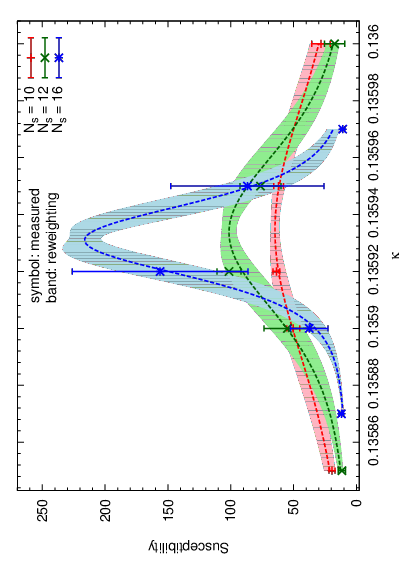 N_s = 10
N_s = 12
N_s = 16
symbol: measured
band: reweighting
Susceptibility
250
200
150
100
50
0
0.13586
0.13588
0.1359
0.13592
0.13594
0.13596
0.13598
0.136
κ